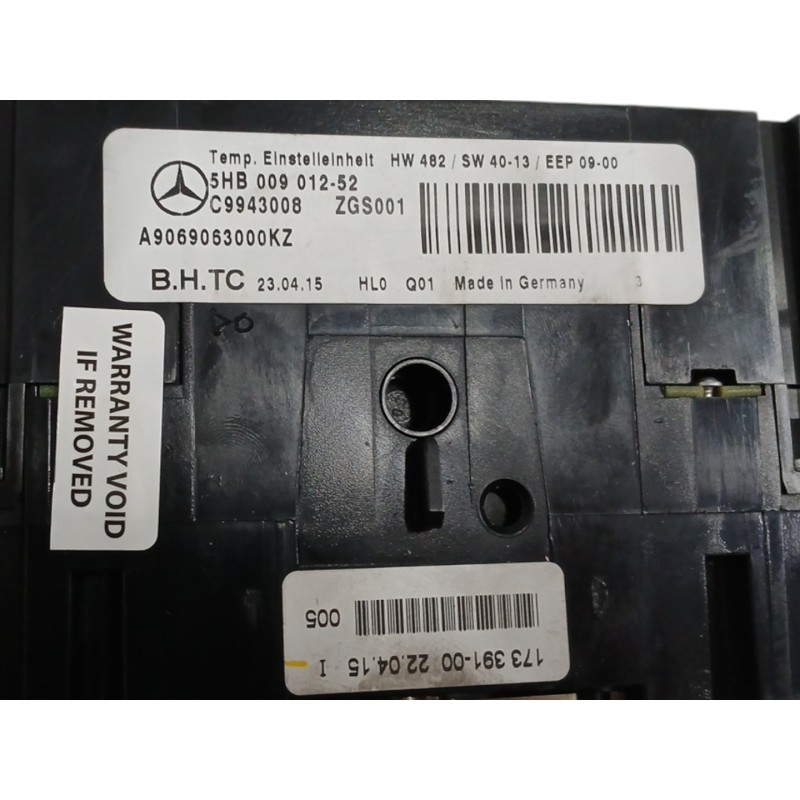 Temp. Einstelleinheit HW 482 / SW 40-13 / EEP 09-00
5HB 009 012-52
C9943008 ZGS001
A9069063000KZ
B.H.TC 23.04.15 HL0 Q01 Made in Germany 3
WARRANTY VOID
IF REMOVED
173 391-00 22.04.15 I
005